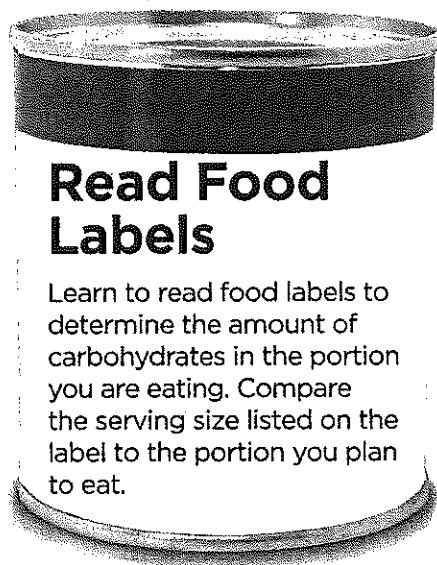 Read Food
Labels
Learn to read food labels to
determine the amount of
carbohydrates in the portion
you are eating. Compare
the serving size listed on the
label to the portion you plan
to eat.